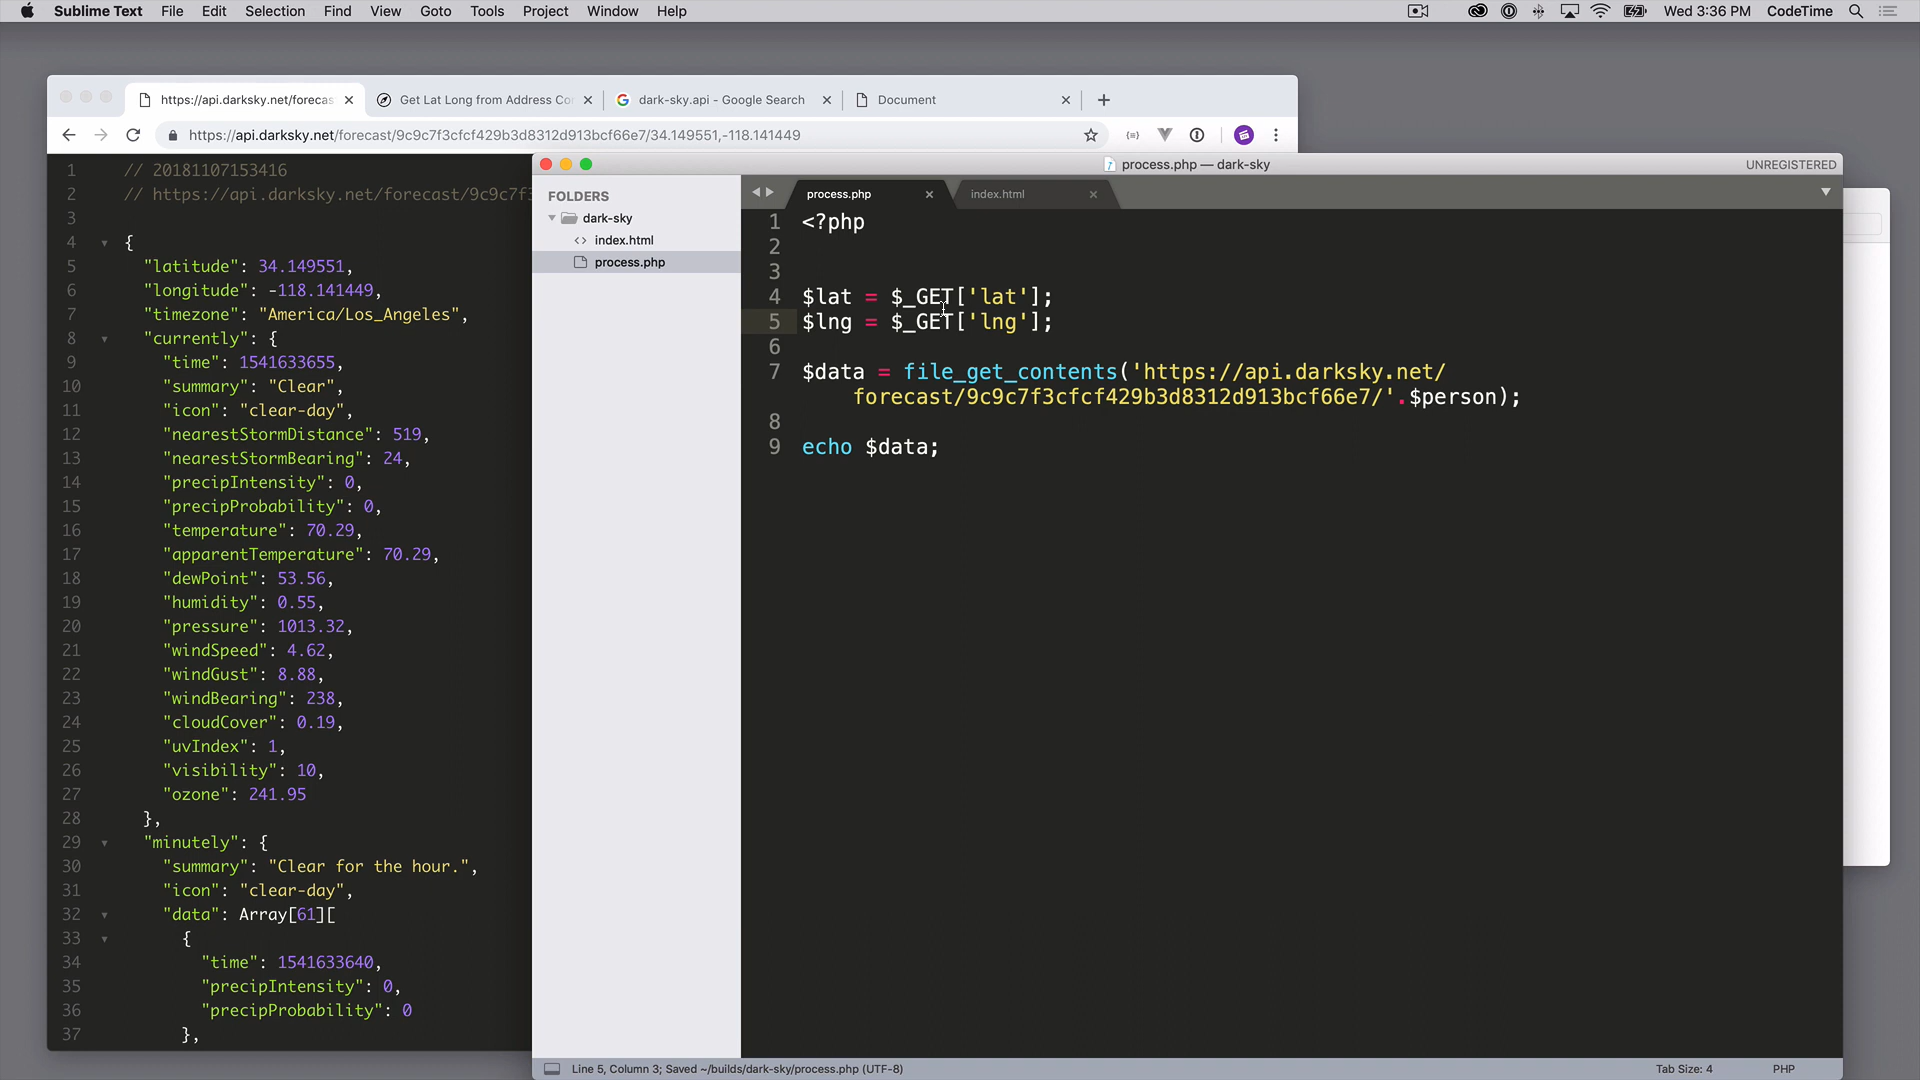 Sublime Text File Edit Selection Find View Goto Tools Project Window Help Wed 3:36 PM CodeTime
https://api.darksky.net/forecas Get Lat Long from Address Co dark-sky.api - Google Search Document
https://api.darksky.net/forecast/9c9c7f3cfcf429b3d8312d913bcf66e7/34.149551,-118.141449
1 // 20181107153416
2 // https://api.darksky.net/forecast/9c9c7f3
3
4 {
5 "latitude": 34.149551,
6 "longitude": -118.141449,
7 "timezone": "America/Los_Angeles",
8 "currently": {
9 "time": 1541633655,
10 "summary": "Clear",
11 "icon": "clear-day",
12 "nearestStormDistance": 519,
13 "nearestStormBearing": 24,
14 "precipIntensity": 0,
15 "precipProbability": 0,
16 "temperature": 70.29,
17 "apparentTemperature": 70.29,
18 "dewPoint": 53.56,
19 "humidity": 0.55,
20 "pressure": 1013.32,
21 "windSpeed": 4.62,
22 "windGust": 8.88,
23 "windBearing": 238,
24 "cloudCover": 0.19,
25 "uvIndex": 1,
26 "visibility": 10,
27 "ozone": 241.95
28 },
29 "minutely": {
30 "summary": "Clear for the hour.",
31 "icon": "clear-day",
32 "data": Array[61][
33 {
34 "time": 1541633640,
35 "precipIntensity": 0,
36 "precipProbability": 0
37 },
process.php — dark-sky UNREGISTERED
FOLDERS
dark-sky
index.html
process.php
process.php index.html
1 <?php
2
3
4 $lat = $_GET['lat'];
5 $lng = $_GET['lng'];
6
7 $data = file_get_contents('https://api.darksky.net/
forecast/9c9c7f3cfcf429b3d8312d913bcf66e7/'.$person);
8
9 echo $data;
Line 5, Column 3; Saved ~/builds/dark-sky/process.php (UTF-8) Tab Size: 4 PHP